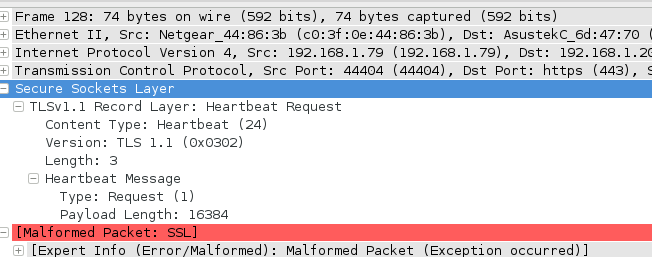 Frame 128: 74 bytes on wire (592 bits), 74 bytes captured (592 bits)
Ethernet II, Src: Netgear_44:86:3b (c0:3f:0e:44:86:3b), Dst: AsustekC_6d:47:70 (
Internet Protocol Version 4, Src: 192.168.1.79 (192.168.1.79), Dst: 192.168.1.20
Transmission Control Protocol, Src Port: 44404 (44404), Dst Port: https (443), S
Secure Sockets Layer
TLSv1.1 Record Layer: Heartbeat Request
Content Type: Heartbeat (24)
Version: TLS 1.1 (0x0302)
Length: 3
Heartbeat Message
Type: Request (1)
Payload Length: 16384
[Malformed Packet: SSL]
[Expert Info (Error/Malformed): Malformed Packet (Exception occurred)]